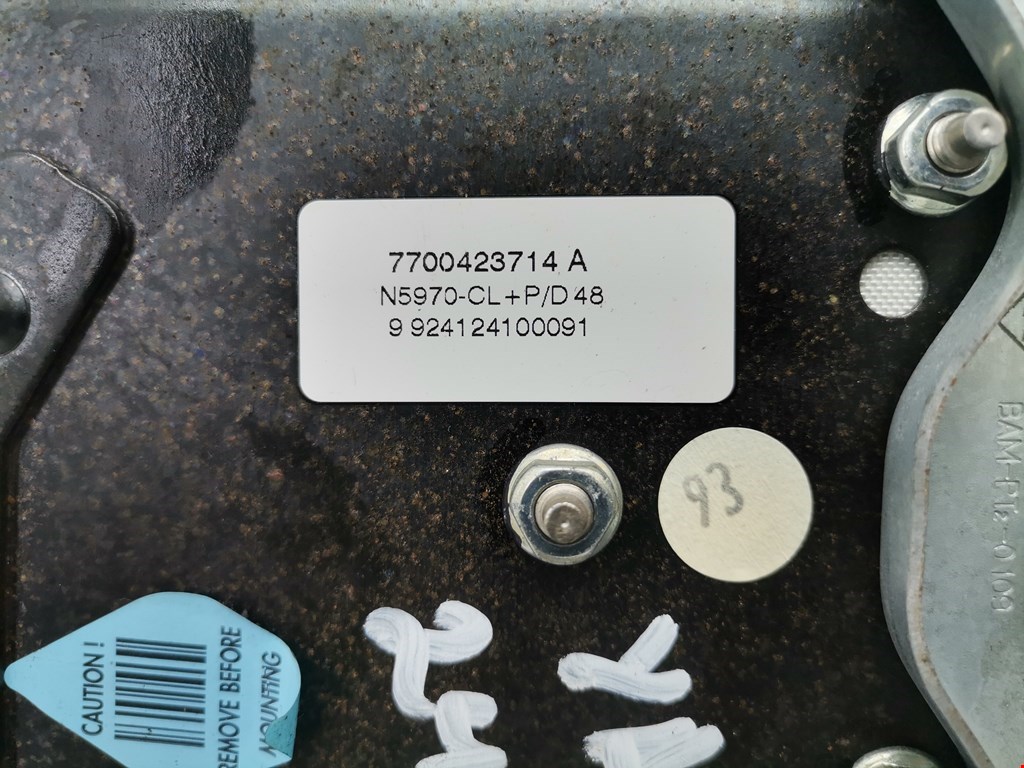 7700423714 A
N5970-CL+P/D 48
9 924124100091
93
CAUTION !
REMOVE BEFORE
MOUNTING